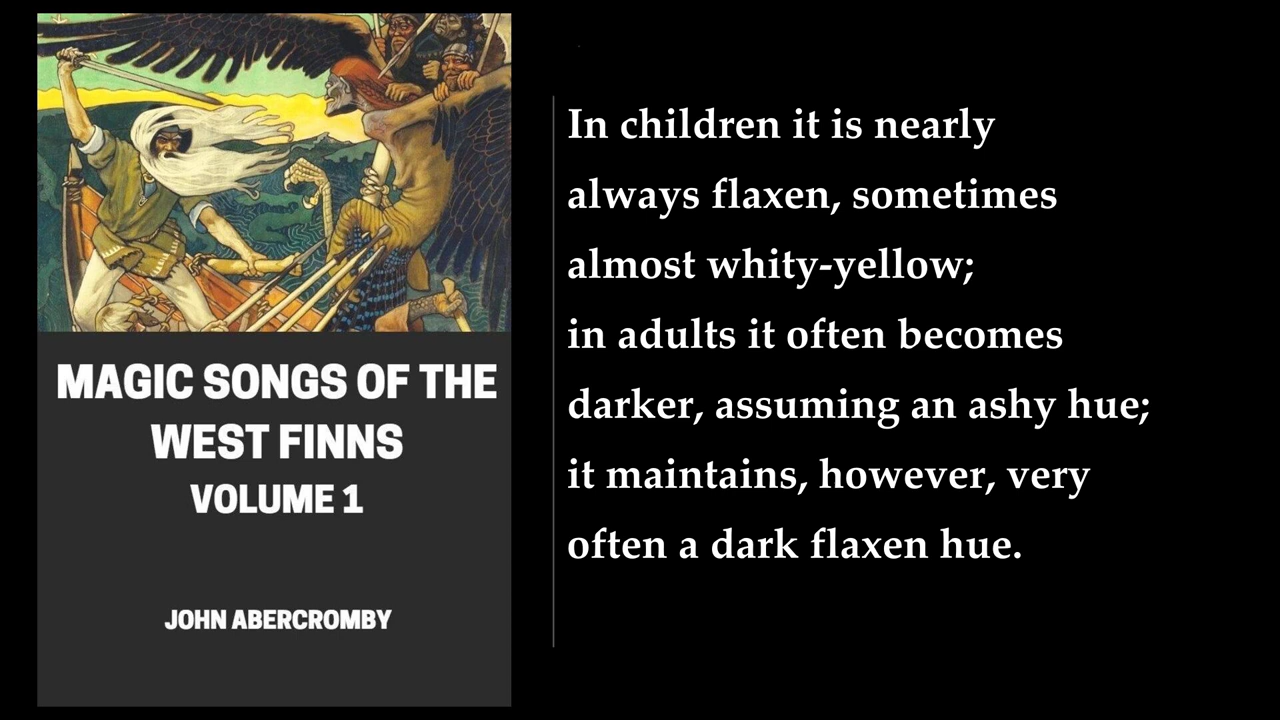 MAGIC SONGS OF THE
WEST FINNS
VOLUME 1
JOHN ABERCROMBY
In children it is nearly
always flaxen, sometimes
almost whity-yellow;
in adults it often becomes
darker, assuming an ashy hue;
it maintains, however, very
often a dark flaxen hue.